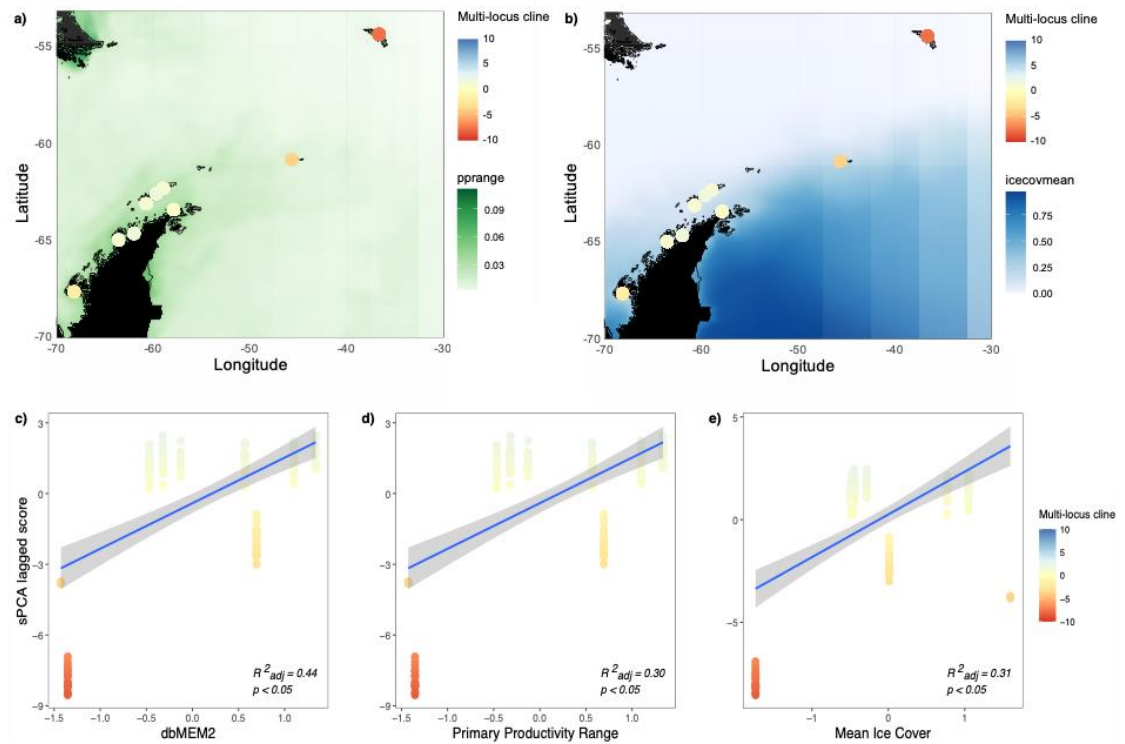 a)
Multi-locus cline
10
5
0
-5
-10
pprange
0.09
0.06
0.03
-55
-60
-65
-70
Latitude
-70
-60
-50
-40
-30
Longitude
b)
Multi-locus cline
10
5
0
-5
-10
icecovmean
0.75
0.50
0.25
0.00
-55
-60
-65
-70
Latitude
-70
-60
-50
-40
-30
Longitude
c)
3
0
-3
-6
-9
sPCA lagged score
R²adj = 0.44
p < 0.05
-1.5
-1.0
-0.5
0.0
0.5
1.0
dbMEM2
d)
3
0
-3
-6
-9
R²adj = 0.30
p < 0.05
-1.5
-1.0
-0.5
0.0
0.5
1.0
Primary Productivity Range
e)
5
0
-5
R²adj = 0.31
p < 0.05
-1
0
1
Mean Ice Cover
Multi-locus cline
10
5
0
-5
-10